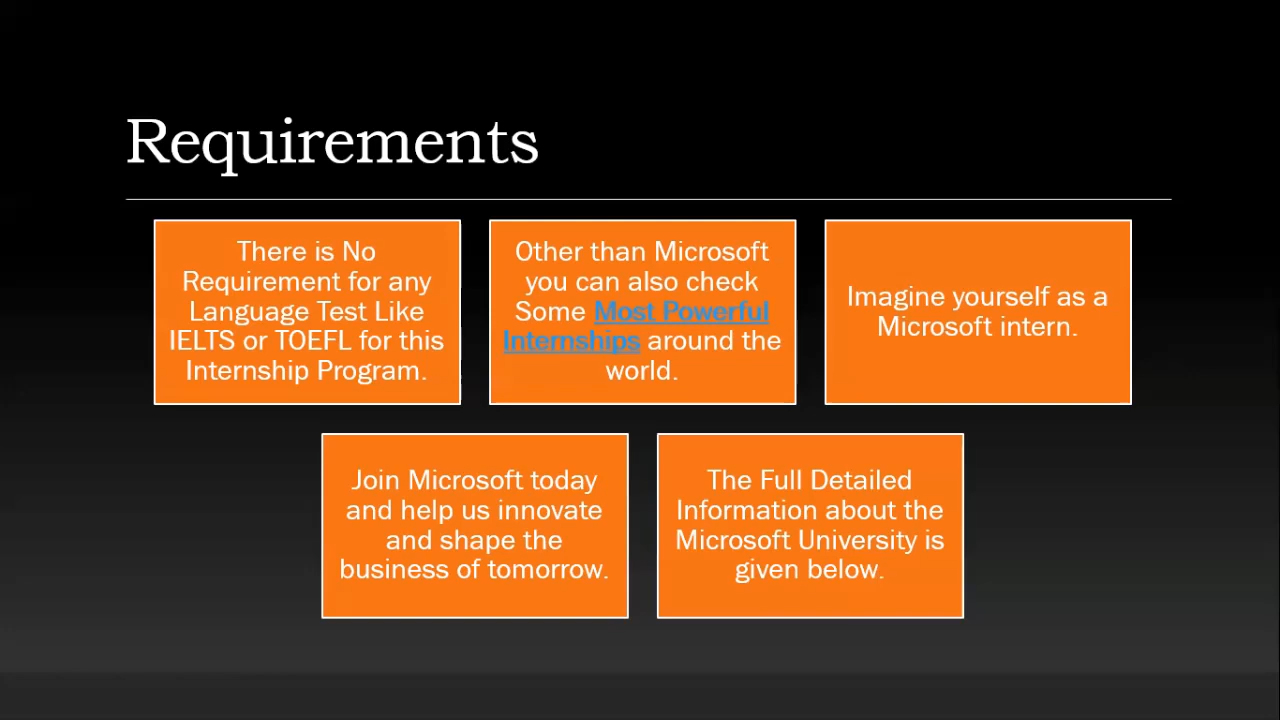 Requirements
There is No
Requirement for any
Language Test Like
IELTS or TOEFL for this
Internship Program.
Other than Microsoft
you can also check
Some Most Powerful
Internships around the
world.
Imagine yourself as a
Microsoft intern.
Join Microsoft today
and help us innovate
and shape the
business of tomorrow.
The Full Detailed
Information about the
Microsoft University is
given below.